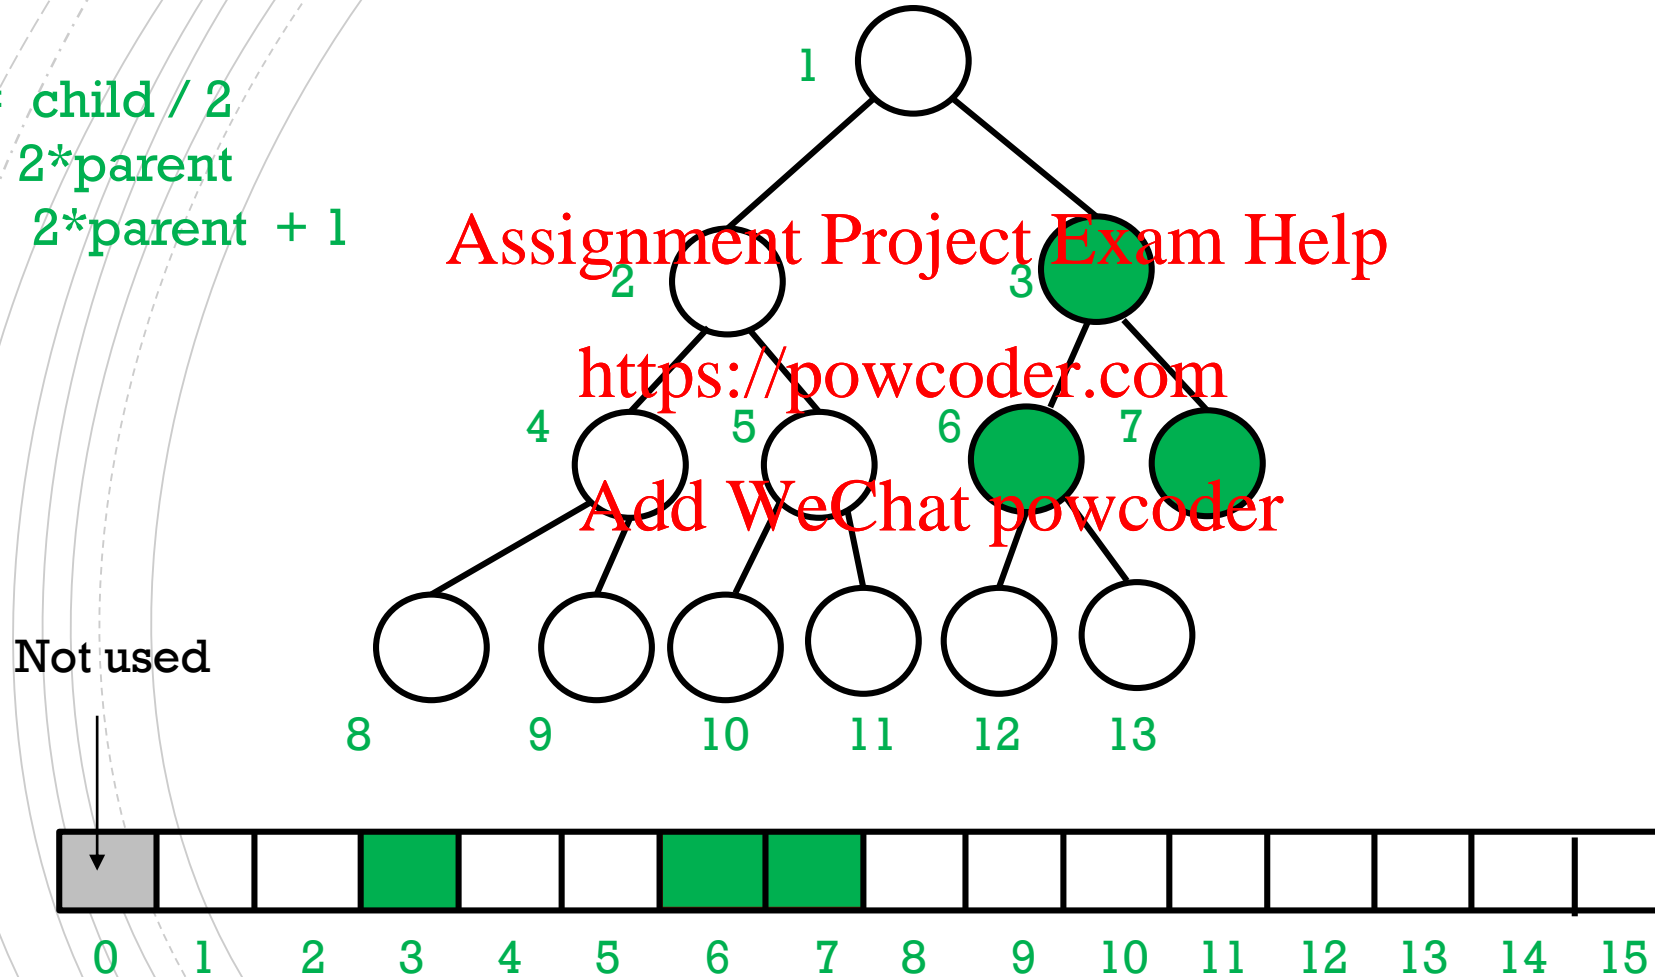 = child / 2
2*parent
2*parent + 1
1
Assignment Project Exam Help
2
3
https://powcoder.com
4
5
6
7
Add WeChat powcoder
Not used
8
9
10
11
12
13
0 1 2 3 4 5 6 7 8 9 10 11 12 13 14 15